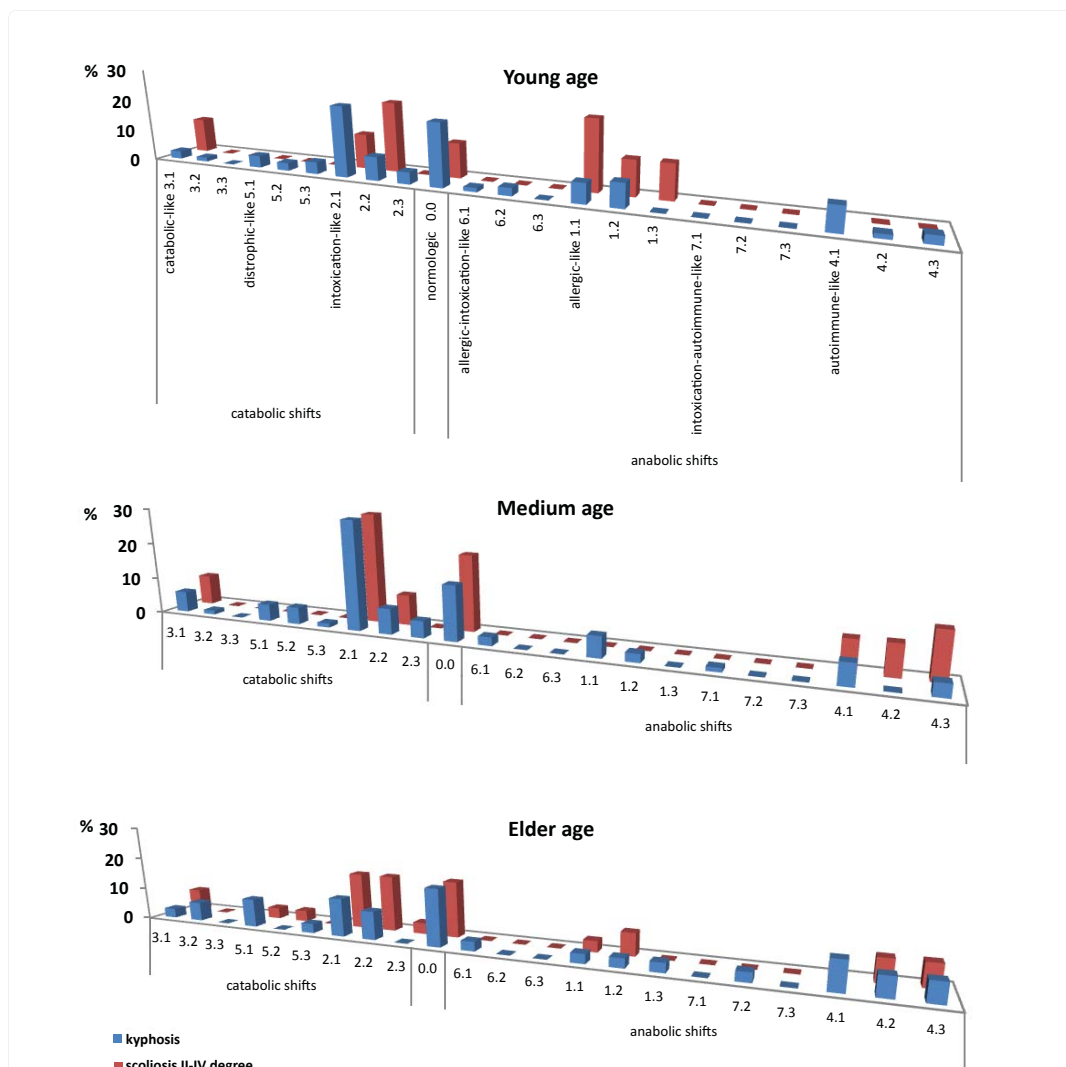 Young age
% 30
20
10
0
catabolic-like 3.1
3.2
3.3
distrophic-like 5.1
5.2
5.3
intoxication-like 2.1
2.2
2.3
normologic 0.0
allergic-intoxication-like 6.1
6.2
6.3
allergic-like 1.1
1.2
1.3
intoxication-autoimmune-like 7.1
7.2
7.3
autoimmune-like 4.1
4.2
4.3
catabolic shifts
anabolic shifts
Medium age
% 30
20
10
0
3.1 3.2 3.3 5.1 5.2 5.3 2.1 2.2 2.3 0.0 6.1 6.2 6.3 1.1 1.2 1.3 7.1 7.2 7.3 4.1 4.2 4.3
catabolic shifts
anabolic shifts
Elder age
% 30
20
10
0
3.1 3.2 3.3 5.1 5.2 5.3 2.1 2.2 2.3 0.0 6.1 6.2 6.3 1.1 1.2 1.3 7.1 7.2 7.3 4.1 4.2 4.3
catabolic shifts
anabolic shifts
kyphosis
scoliosis II-IV degree